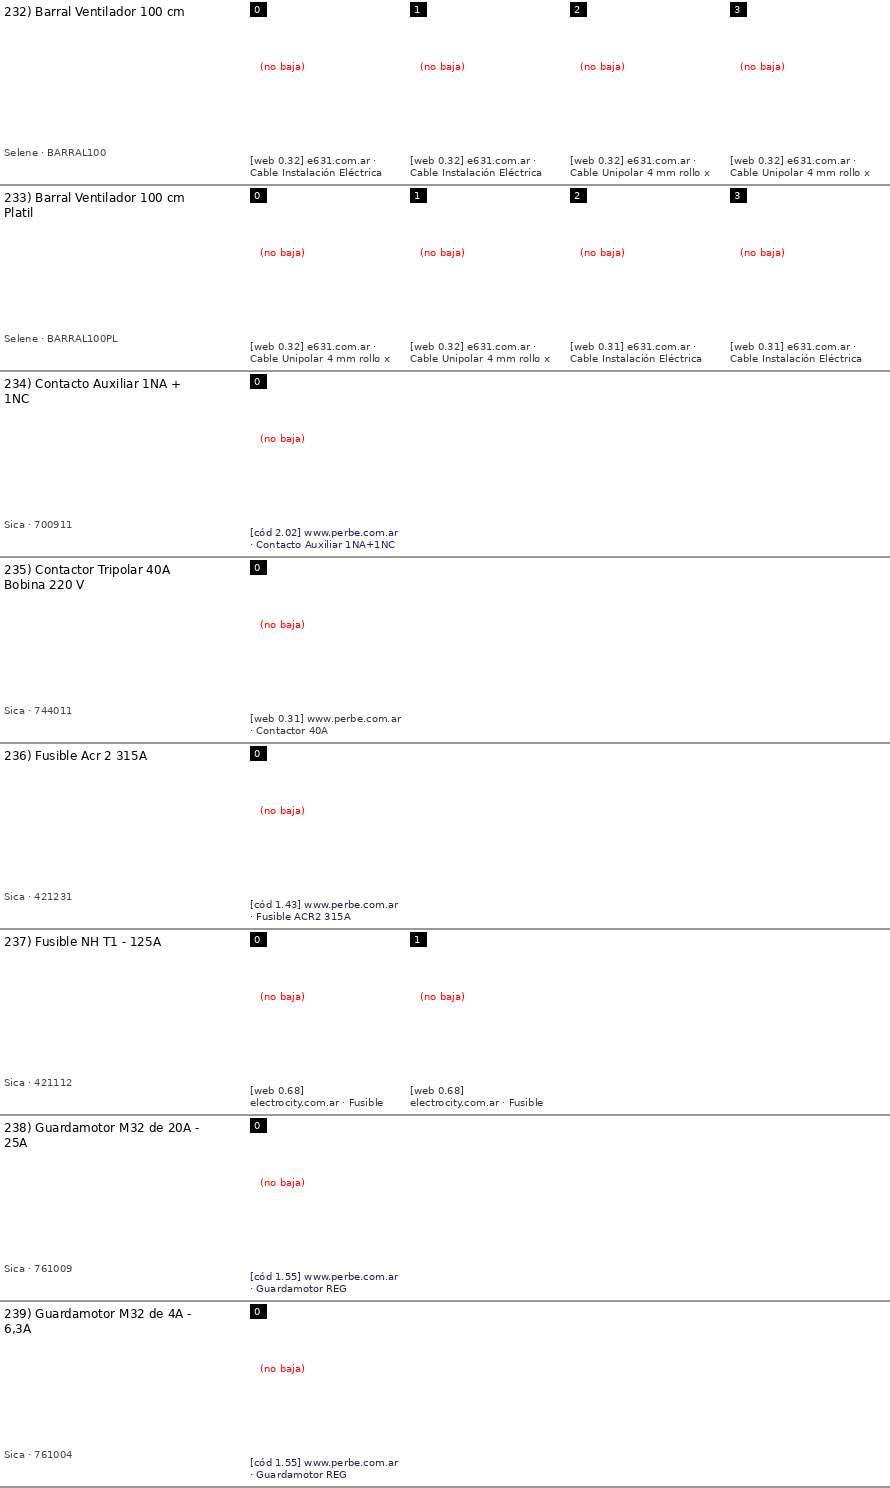 232) Barral Ventilador 100 cm
0 1 2 3
(no baja) (no baja) (no baja) (no baja)
Selene · BARRAL100
[web 0.32] e631.com.ar · [web 0.32] e631.com.ar · [web 0.32] e631.com.ar · [web 0.32] e631.com.ar ·
Cable Instalación Eléctrica Cable Instalación Eléctrica Cable Unipolar 4 mm rollo x Cable Unipolar 4 mm rollo x
233) Barral Ventilador 100 cm
Platil
0 1 2 3
(no baja) (no baja) (no baja) (no baja)
Selene · BARRAL100PL
[web 0.32] e631.com.ar · [web 0.32] e631.com.ar · [web 0.31] e631.com.ar · [web 0.31] e631.com.ar ·
Cable Unipolar 4 mm rollo x Cable Unipolar 4 mm rollo x Cable Instalación Eléctrica Cable Instalación Eléctrica
234) Contacto Auxiliar 1NA +
1NC
0
(no baja)
Sica · 700911
[cód 2.02] www.perbe.com.ar
· Contacto Auxiliar 1NA+1NC
235) Contactor Tripolar 40A
Bobina 220 V
0
(no baja)
Sica · 744011
[web 0.31] www.perbe.com.ar
· Contactor 40A
236) Fusible Acr 2 315A
0
(no baja)
Sica · 421231
[cód 1.43] www.perbe.com.ar
· Fusible ACR2 315A
237) Fusible NH T1 - 125A
0 1
(no baja) (no baja)
Sica · 421112
[web 0.68] [web 0.68]
electrocity.com.ar · Fusible electrocity.com.ar · Fusible
238) Guardamotor M32 de 20A -
25A
0
(no baja)
Sica · 761009
[cód 1.55] www.perbe.com.ar
· Guardamotor REG
239) Guardamotor M32 de 4A -
6,3A
0
(no baja)
Sica · 761004
[cód 1.55] www.perbe.com.ar
· Guardamotor REG